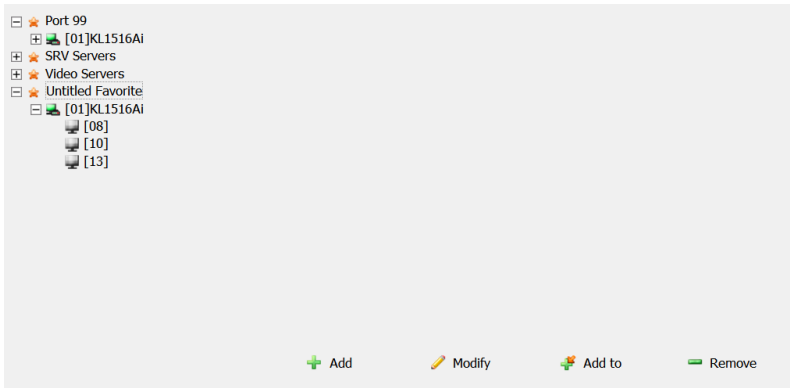 Port 99
[01]KL1516Ai
SRV Servers
Video Servers
Untitled Favorite
[01]KL1516Ai
[08]
[10]
[13]
Add Modify Add to Remove